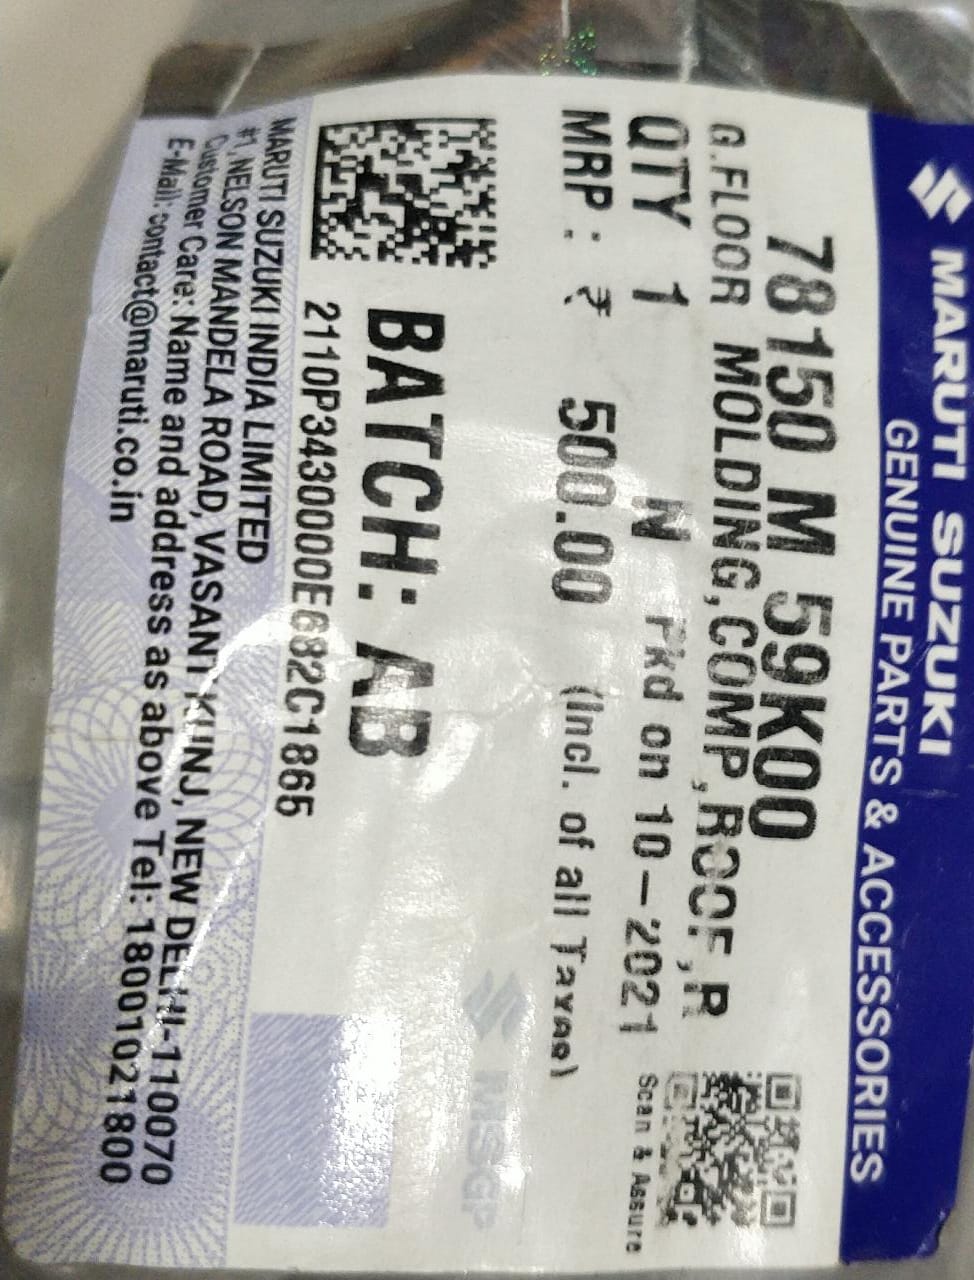 MARUTI SUZUKI
GENUINE PARTS & ACCESSORIES
78150 M 59K00
G.FLOOR MOLDING,COMP,ROOF,R
QTY 1 N Pkd on 10-2021
MRP : ₹ 500.00 (Incl. of all Taxes)
Scan & Assure
BATCH: AB
2110P3430000E682C1865
MARUTI SUZUKI INDIA LIMITED
#1, NELSON MANDELA ROAD, VASANT KUNJ, NEW DELHI-110070
Customer Care: Name and address as above Tel: 18001021800
E-Mail: contact@maruti.co.in